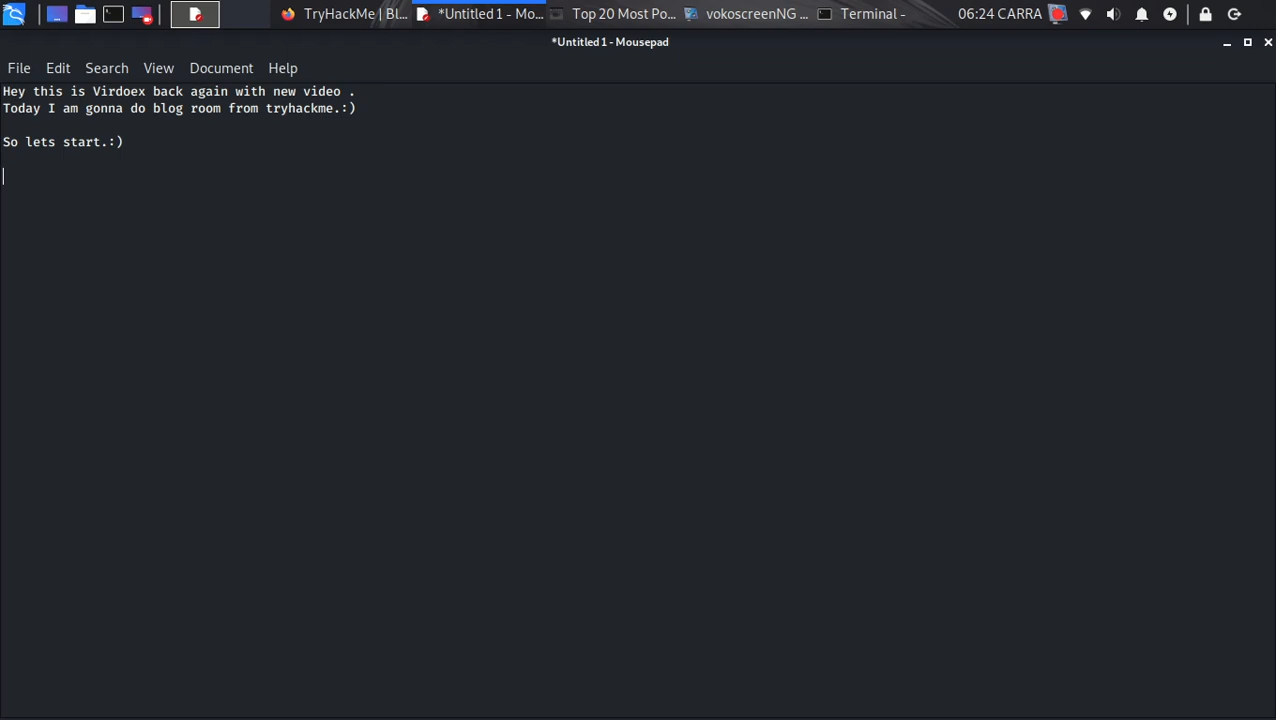 TryHackMe | BL... *Untitled 1 - Mo... Top 20 Most Po... vokoscreenNG ... Terminal - 06:24 CARRA
*Untitled 1 - Mousepad
File Edit Search View Document Help
Hey this is Virdoex back again with new video .
Today I am gonna do blog room from tryhackme.:)
So lets start.:)